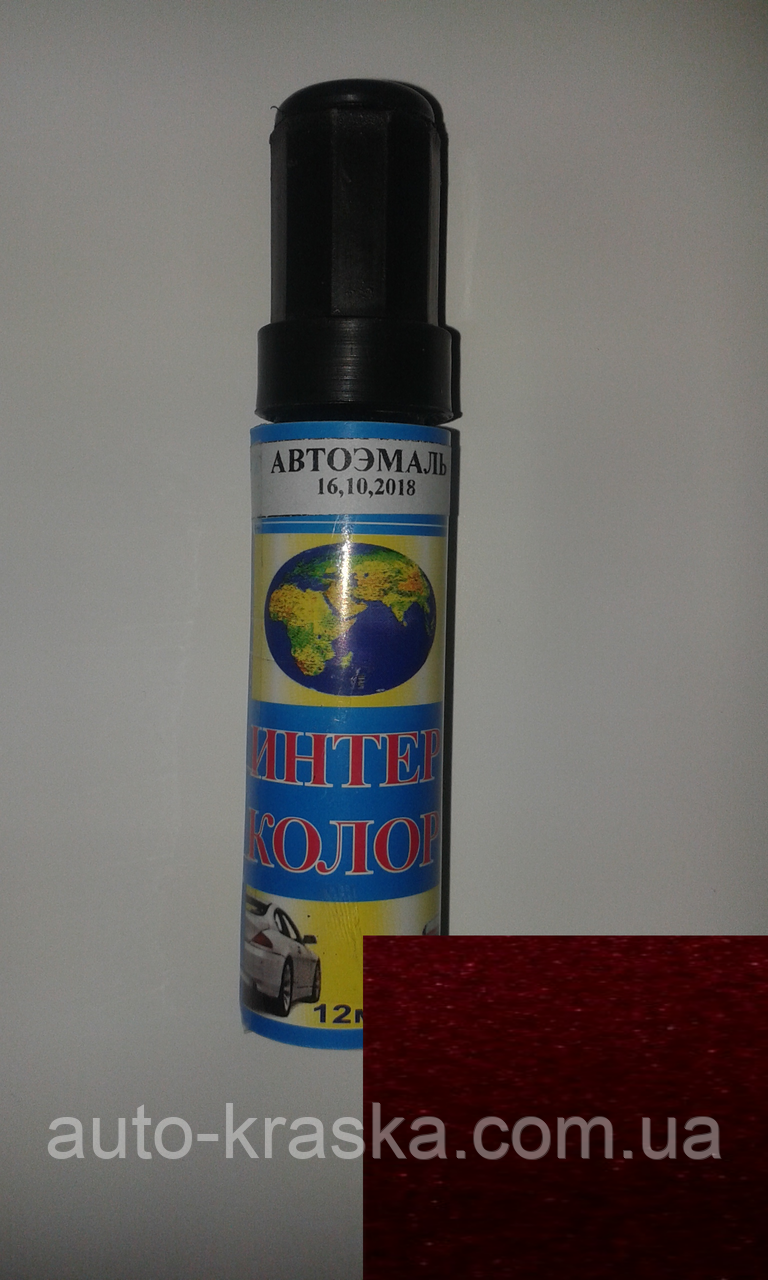 АВТОЭМАЛЬ
16,10,2018
ИНТЕР
КОЛОР
auto-kraska.com.ua